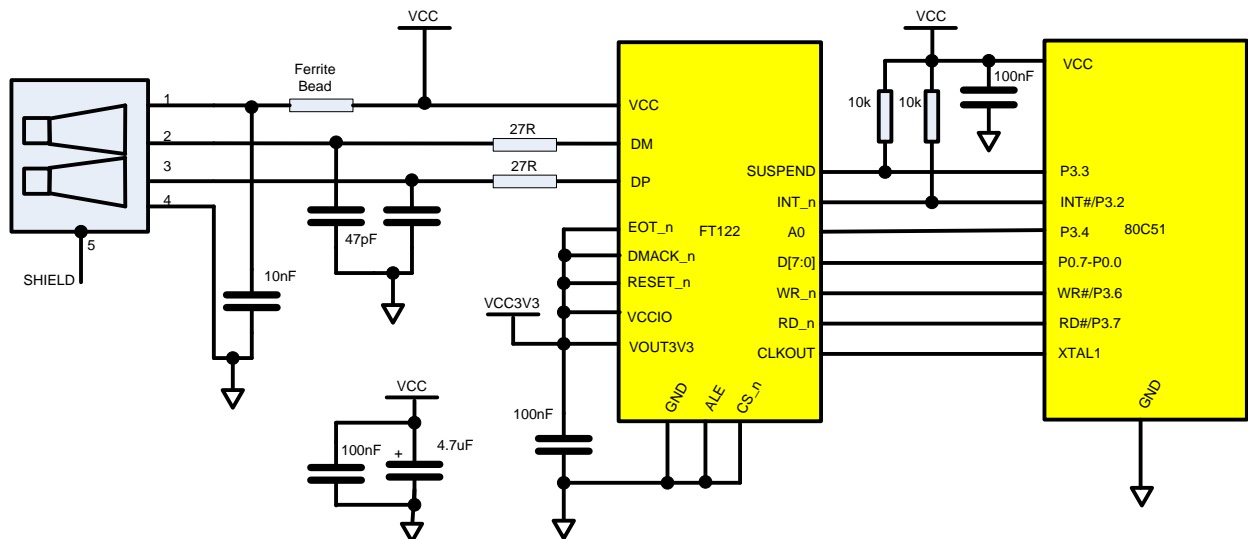 VCC
VCC
Ferrite
Bead
1
2
3
4
5
SHIELD
10nF
47pF
27R
27R
VCC3V3
100nF
VCC
100nF
+
4.7uF
VCC
DM
DP
EOT_n
DMACK_n
RESET_n
VCCIO
VOUT3V3
FT122
SUSPEND
INT_n
A0
D[7:0]
WR_n
RD_n
CLKOUT
GND
ALE
CS_n
10k
10k
100nF
VCC
P3.3
INT#/P3.2
P3.4
80C51
P0.7-P0.0
WR#/P3.6
RD#/P3.7
XTAL1
GND